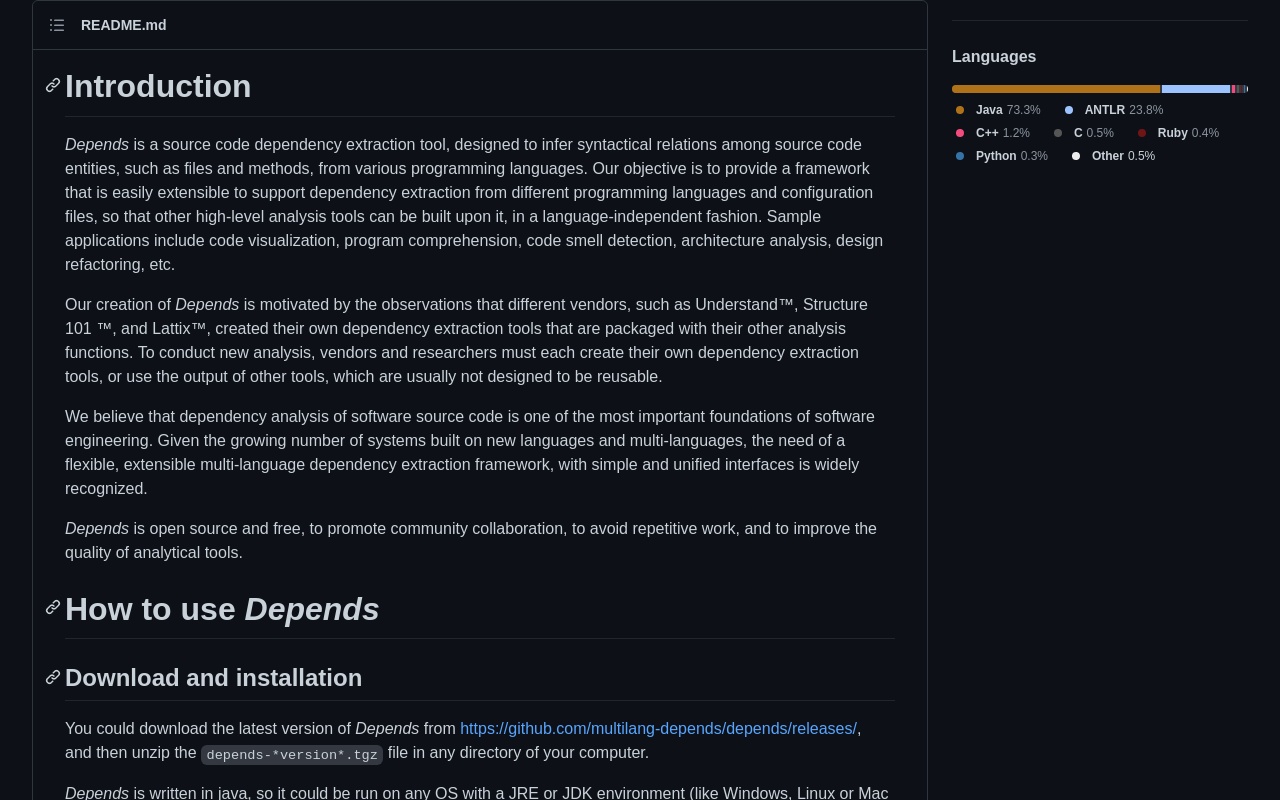 README.md
Introduction
Depends is a source code dependency extraction tool, designed to infer syntactical relations among source code
entities, such as files and methods, from various programming languages. Our objective is to provide a framework
that is easily extensible to support dependency extraction from different programming languages and configuration
files, so that other high-level analysis tools can be built upon it, in a language-independent fashion. Sample
applications include code visualization, program comprehension, code smell detection, architecture analysis, design
refactoring, etc.
Our creation of Depends is motivated by the observations that different vendors, such as Understand™, Structure
101 ™, and Lattix™, created their own dependency extraction tools that are packaged with their other analysis
functions. To conduct new analysis, vendors and researchers must each create their own dependency extraction
tools, or use the output of other tools, which are usually not designed to be reusable.
We believe that dependency analysis of software source code is one of the most important foundations of software
engineering. Given the growing number of systems built on new languages and multi-languages, the need of a
flexible, extensible multi-language dependency extraction framework, with simple and unified interfaces is widely
recognized.
Depends is open source and free, to promote community collaboration, to avoid repetitive work, and to improve the
quality of analytical tools.
How to use Depends
Download and installation
You could download the latest version of Depends from https://github.com/multilang-depends/depends/releases/,
and then unzip the depends-*version*.tgz file in any directory of your computer.
Depends is written in java, so it could be run on any OS with a JRE or JDK environment (like Windows, Linux or Mac
Languages
Java 73.3% ANTLR 23.8%
C++ 1.2% C 0.5% Ruby 0.4%
Python 0.3% Other 0.5%